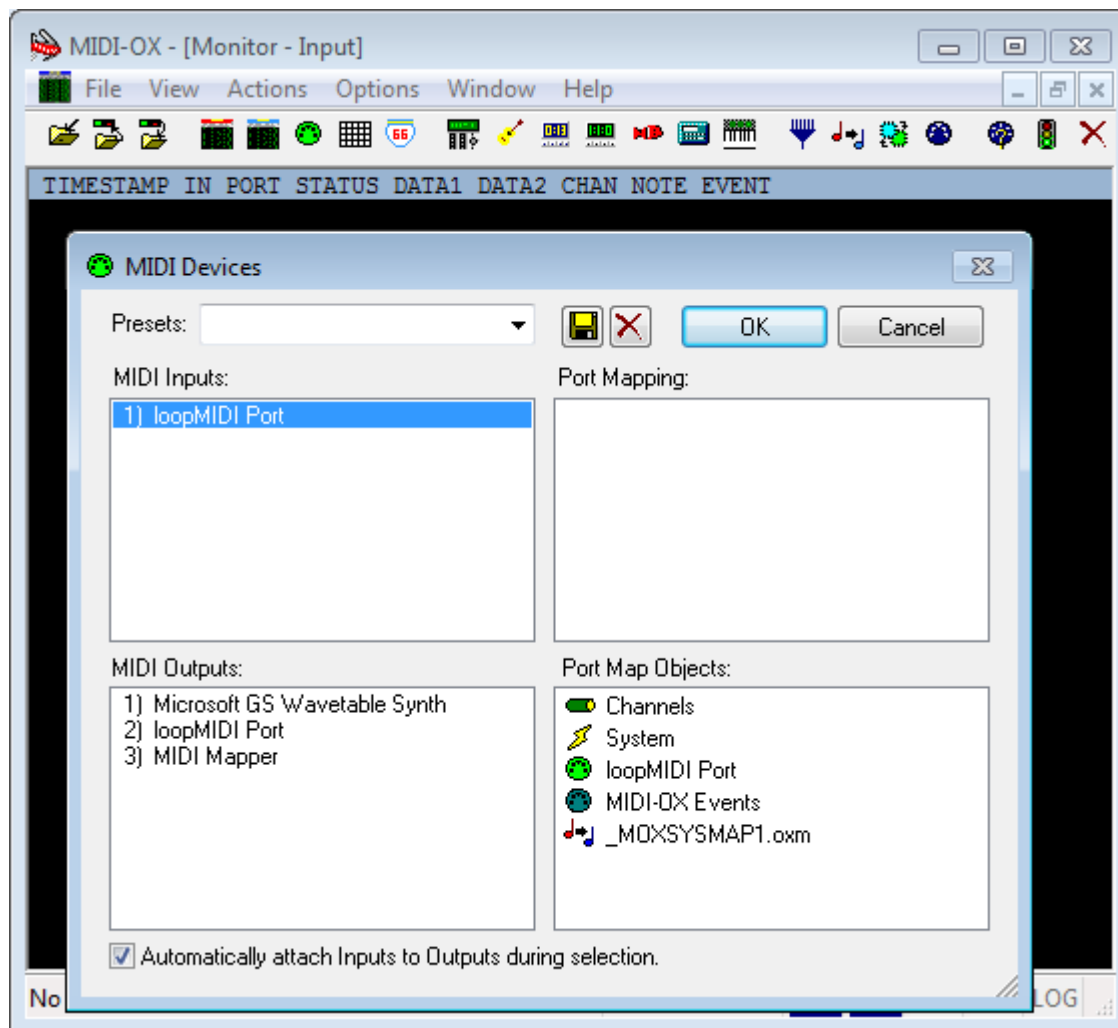 MIDI-OX - [Monitor - Input]
File View Actions Options Window Help
66
TIMESTAMP IN PORT STATUS DATA1 DATA2 CHAN NOTE EVENT
MIDI Devices
Presets:
OK
Cancel
MIDI Inputs:
1) loopMIDI Port
Port Mapping:
MIDI Outputs:
1) Microsoft GS Wavetable Synth
2) loopMIDI Port
3) MIDI Mapper
Port Map Objects:
Channels
System
loopMIDI Port
MIDI-OX Events
_MOXSYSMAP1.oxm
Automatically attach Inputs to Outputs during selection.
No
LOG